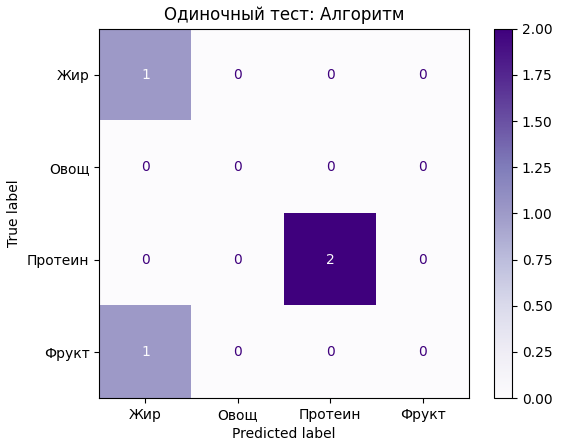 Одиночный тест: Алгоритм
True label
Жир
Овощ
Протеин
Фрукт
1 0 0 0
0 0 0 0
0 0 2 0
1 0 0 0
Жир Овощ Протеин Фрукт
Predicted label
2.00
1.75
1.50
1.25
1.00
0.75
0.50
0.25
0.00